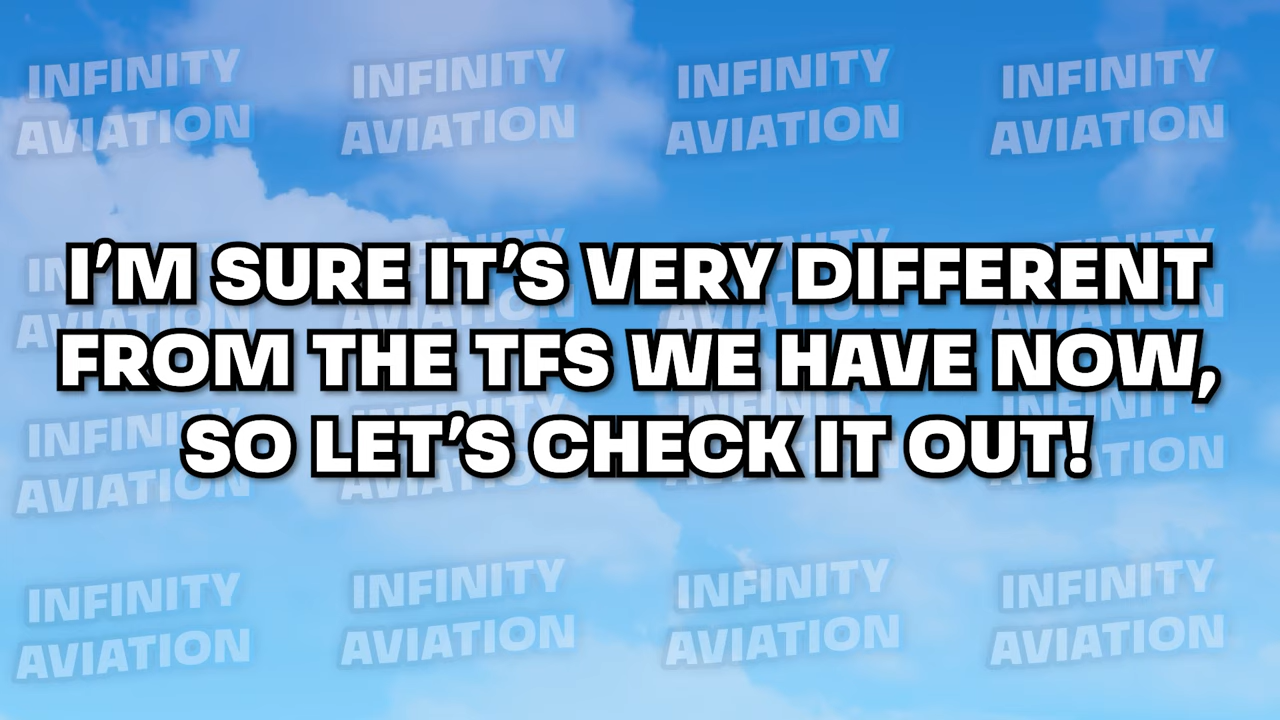 INFINITY INFINITY INFINITY INFINITY
AVIATION AVIATION AVIATION AVIATION
I'M SURE IT'S VERY DIFFERENT
FROM THE TFS WE HAVE NOW,
SO LET'S CHECK IT OUT!
INFINITY INFINITY INFINITY INFINITY
AVIATION AVIATION AVIATION AVIATION